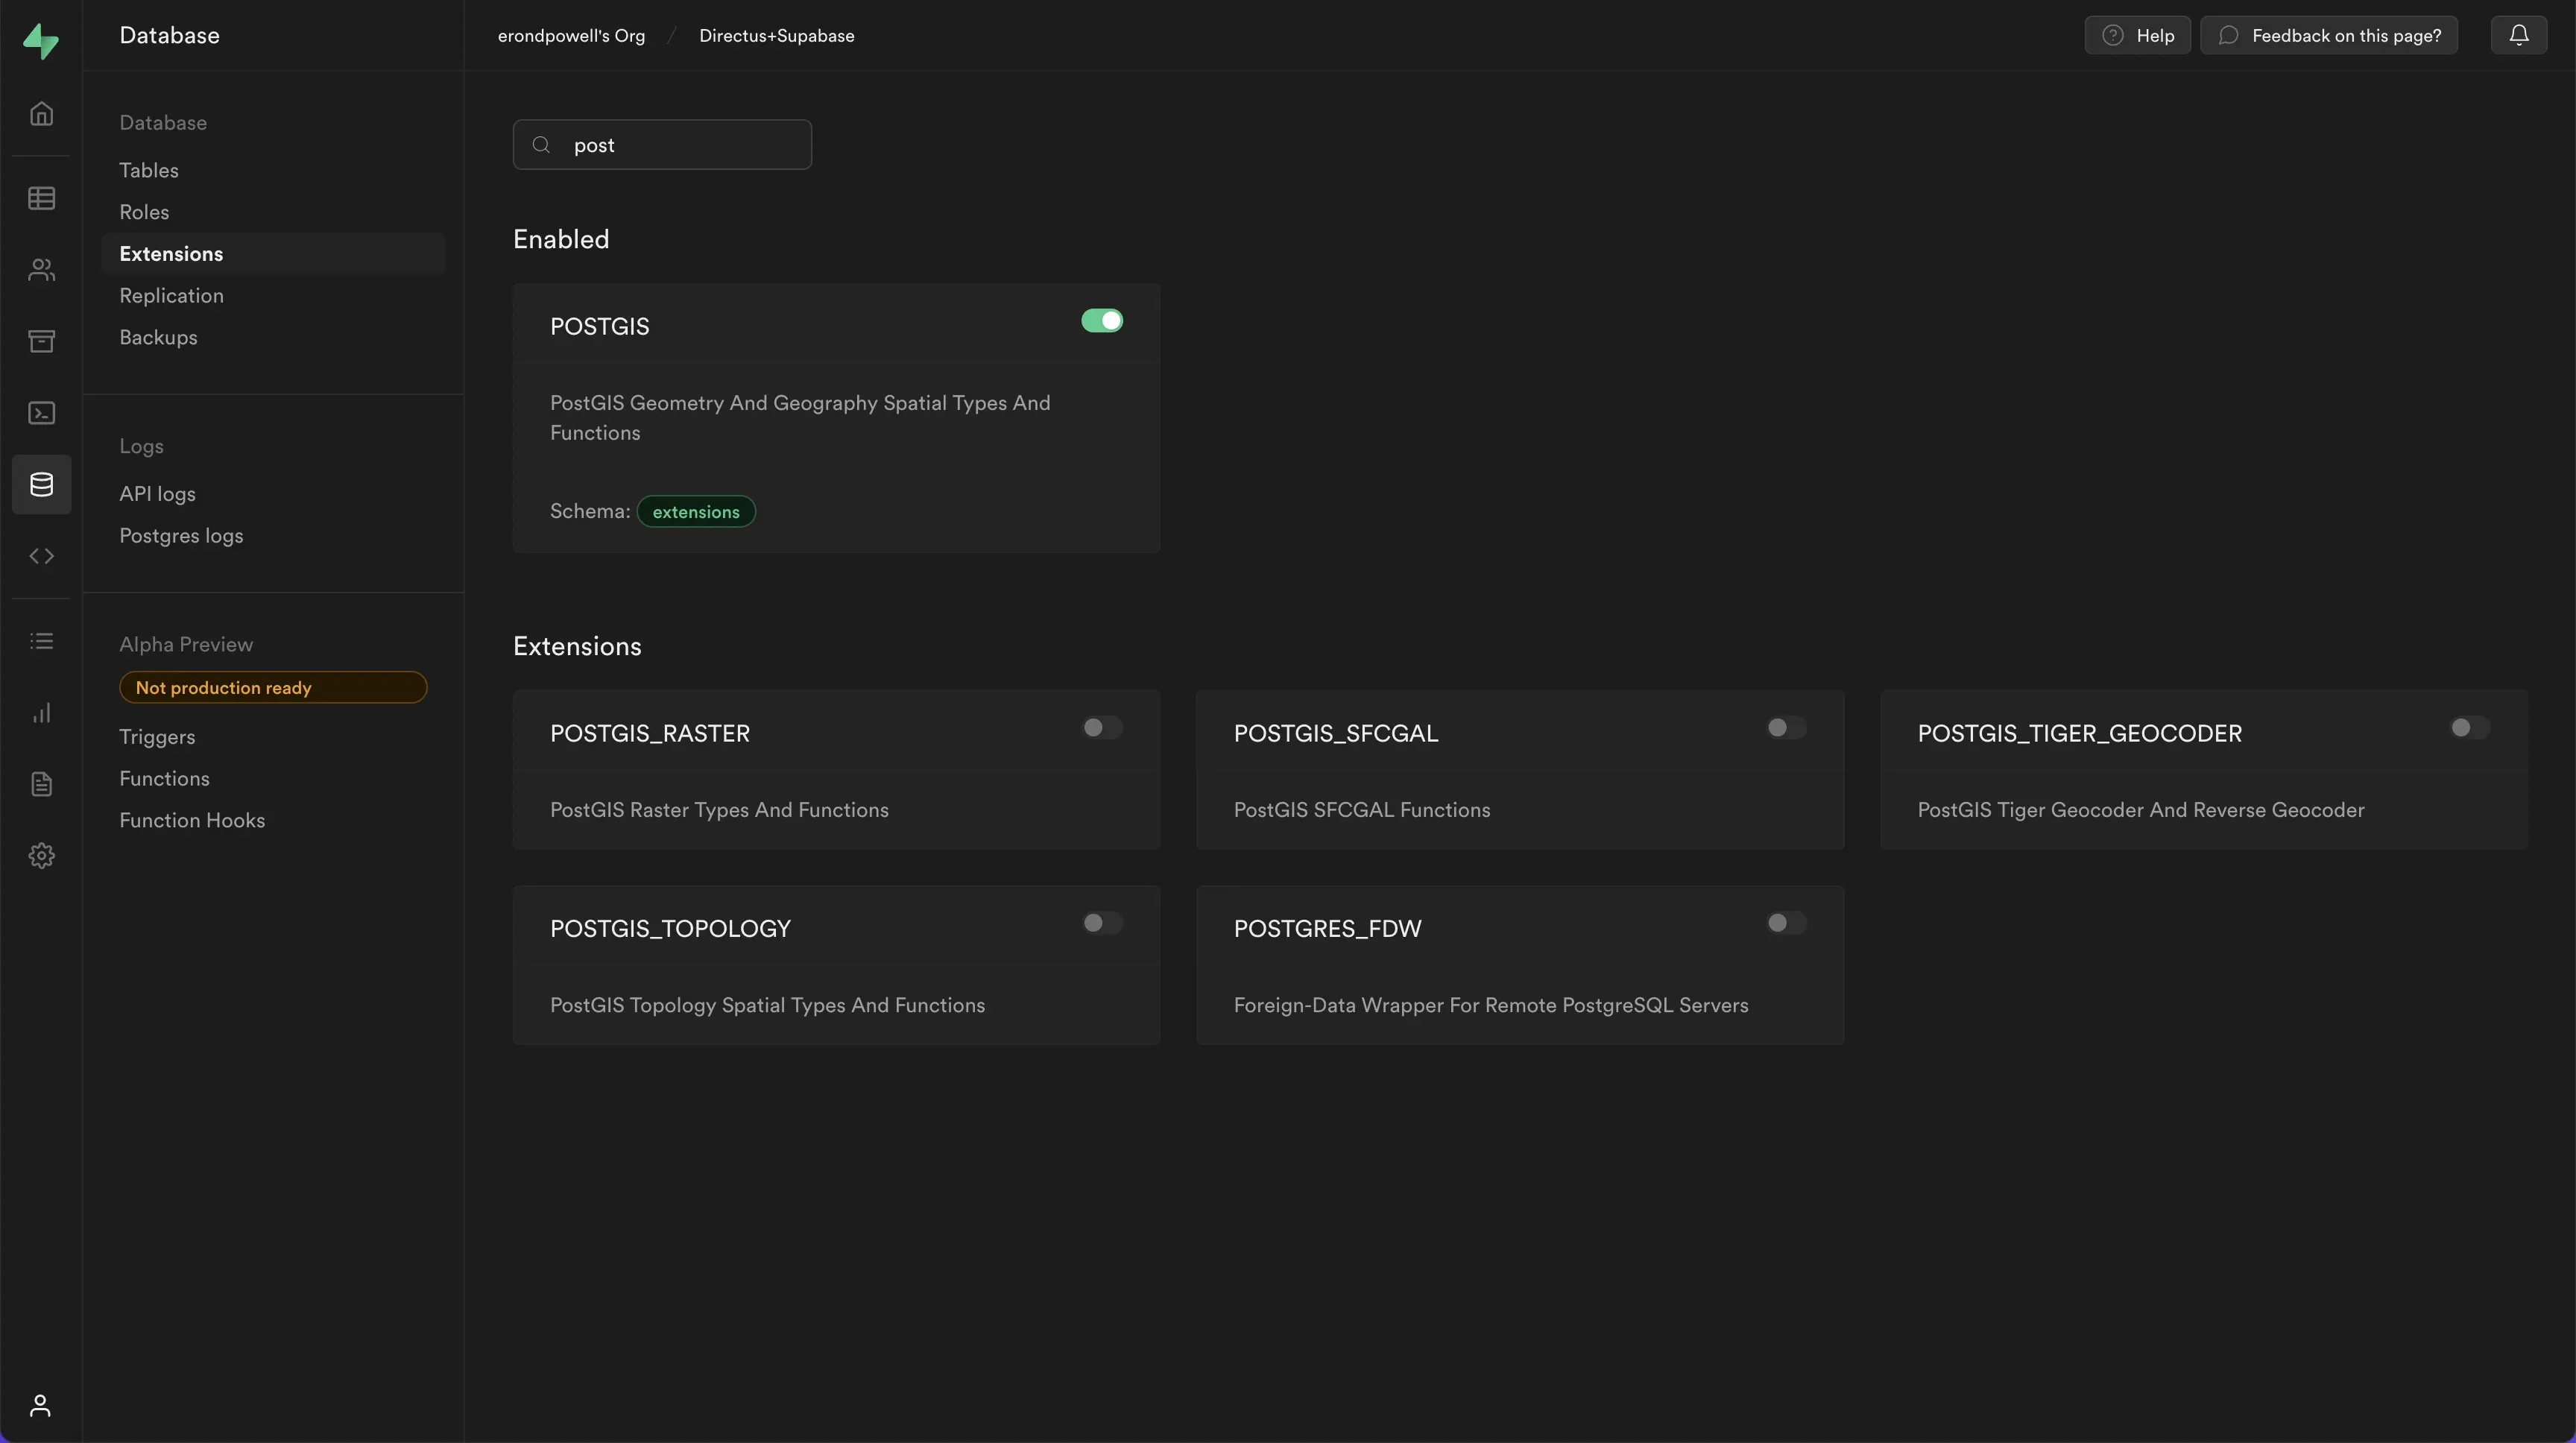 Database
erondpowell's Org / Directus+Supabase
Help
Feedback on this page?
Database
Tables
Roles
Extensions
Replication
Backups
Logs
API logs
Postgres logs
Alpha Preview
Not production ready
Triggers
Functions
Function Hooks
post
Enabled
POSTGIS
PostGIS Geometry And Geography Spatial Types And
Functions
Schema: extensions
Extensions
POSTGIS_RASTER
PostGIS Raster Types And Functions
POSTGIS_SFCGAL
PostGIS SFCGAL Functions
POSTGIS_TIGER_GEOCODER
PostGIS Tiger Geocoder And Reverse Geocoder
POSTGIS_TOPOLOGY
PostGIS Topology Spatial Types And Functions
POSTGRES_FDW
Foreign-Data Wrapper For Remote PostgreSQL Servers